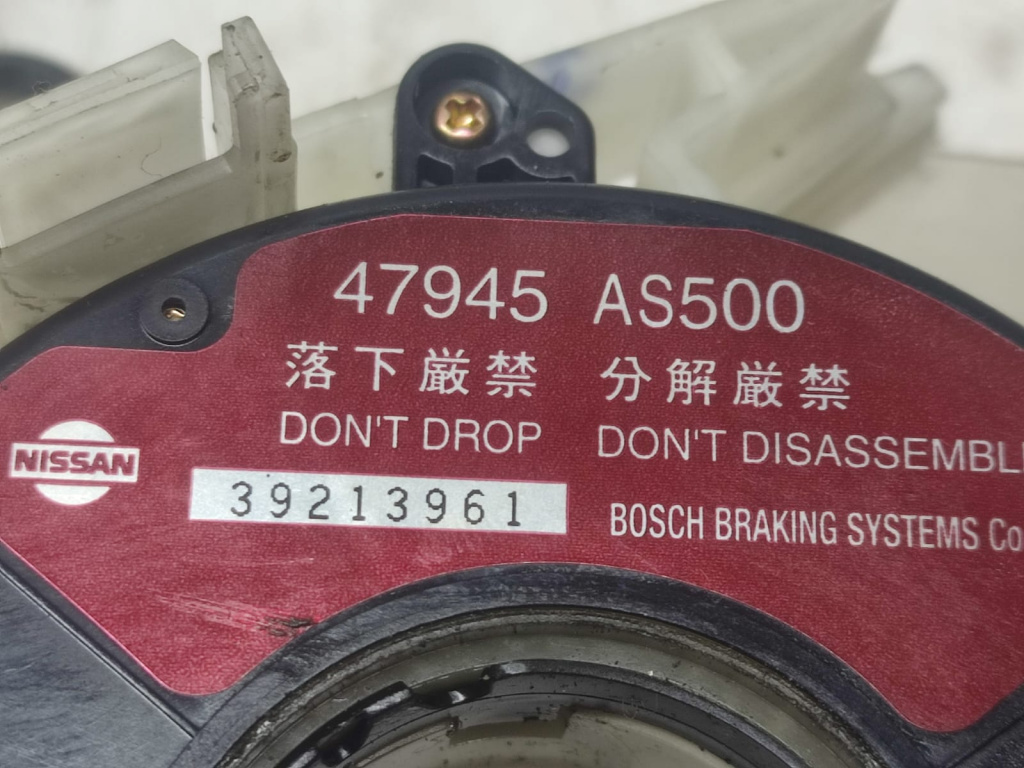 47945 AS500
落下厳禁 分解厳禁
DON'T DROP DON'T DISASSEMBL
NISSAN
39213961
BOSCH BRAKING SYSTEMS Co